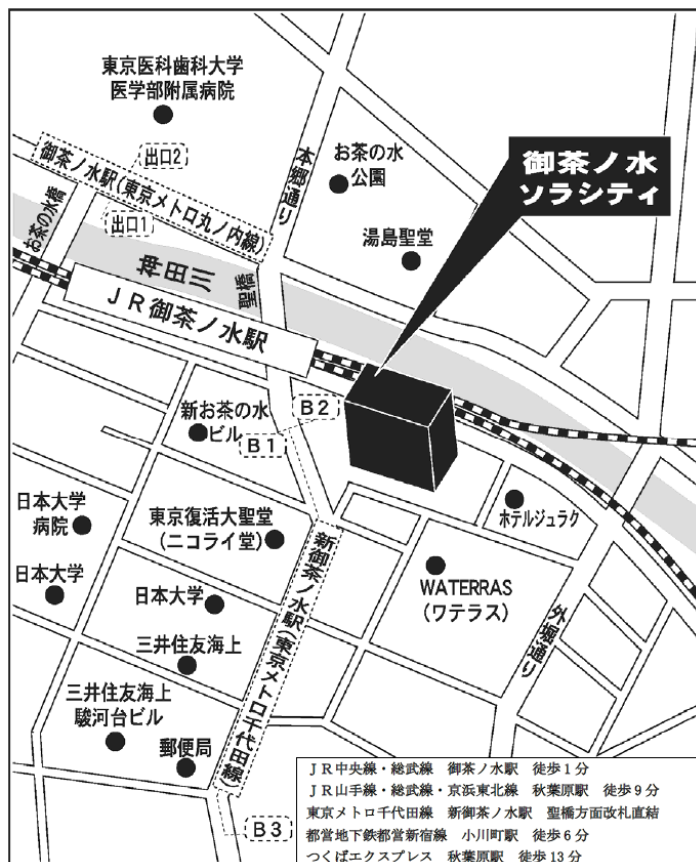 東京医科歯科大学
医学部附属病院
出口2
御茶ノ水駅(東京メトロ丸ノ内線)
出口1
お茶の水橋
本郷通り
お茶の水
公園
湯島聖堂
御茶ノ水
ソラシティ
神田川
聖橋
JR御茶ノ水駅
新お茶の水
ビル
B1
B2
日本大学
病院
東京復活大聖堂
(ニコライ堂)
ホテルジュラク
日本大学
日本大学
WATERRAS
(ワテラス)
外堀通り
三井住友海上
新御茶ノ水駅(東京メトロ千代田線)
三井住友海上
駿河台ビル
郵便局
B3
JR中央線・総武線 御茶ノ水駅 徒歩1分
JR山手線・総武線・京浜東北線 秋葉原駅 徒歩9分
東京メトロ千代田線 新御茶ノ水駅 聖橋方面改札直結
都営地下鉄都営新宿線 小川町駅 徒歩6分
つくばエクスプレス 秋葉原駅 徒歩13分